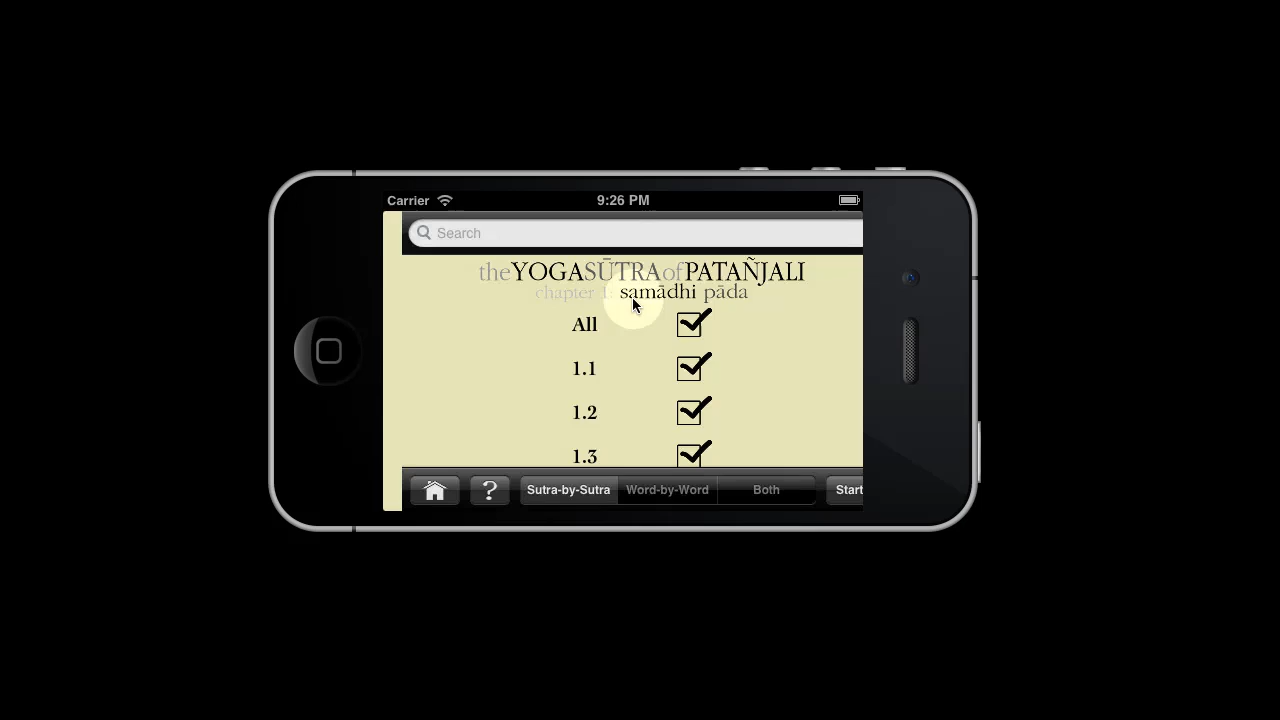 Carrier 9:26 PM
Search
theYOGASŪTRAofPATAÑJALI
chapter 1: samādhi pāda
All
1.1
1.2
1.3
? Sutra-by-Sutra Word-by-Word Both Start